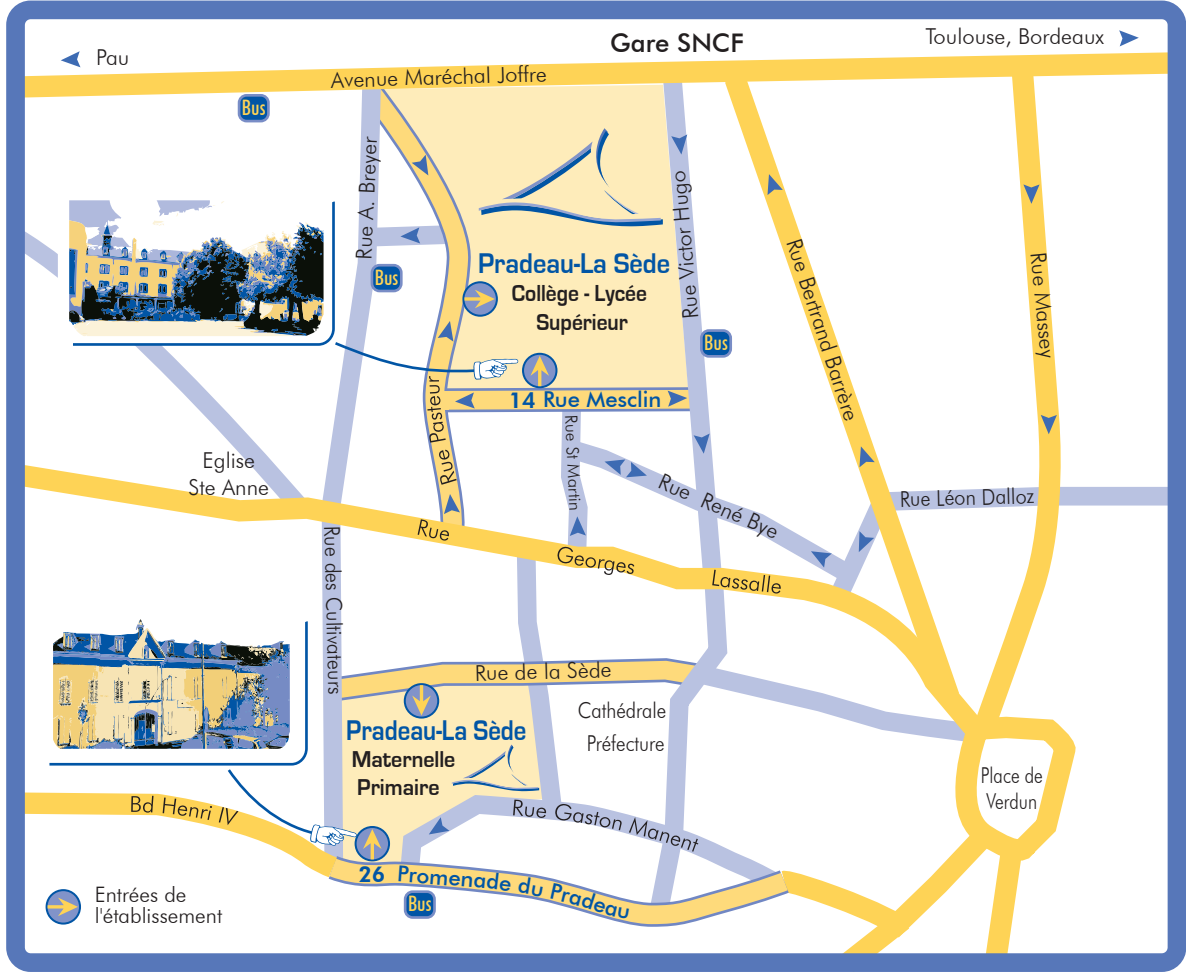 Gare SNCF
Toulouse, Bordeaux
Pau
Avenue Maréchal Joffre
Bus
Rue A. Breyer
Rue Victor Hugo
Pradeau-La Sède
Collège - Lycée
Supérieur
Bus
Bus
Rue Bertrand Barrère
Rue Massey
14 Rue Mesclin
Rue Pasteur
Rue St Martin
Eglise
Ste Anne
Rue René Bye
Rue Léon Dalloz
Rue Georges Lassalle
Rue des Cultivateurs
Rue de la Sède
Pradeau-La Sède
Maternelle
Primaire
Cathédrale
Préfecture
Place de
Verdun
Bd Henri IV
Rue Gaston Manent
26 Promenade du Pradeau
Bus
Entrées de
l'établissement